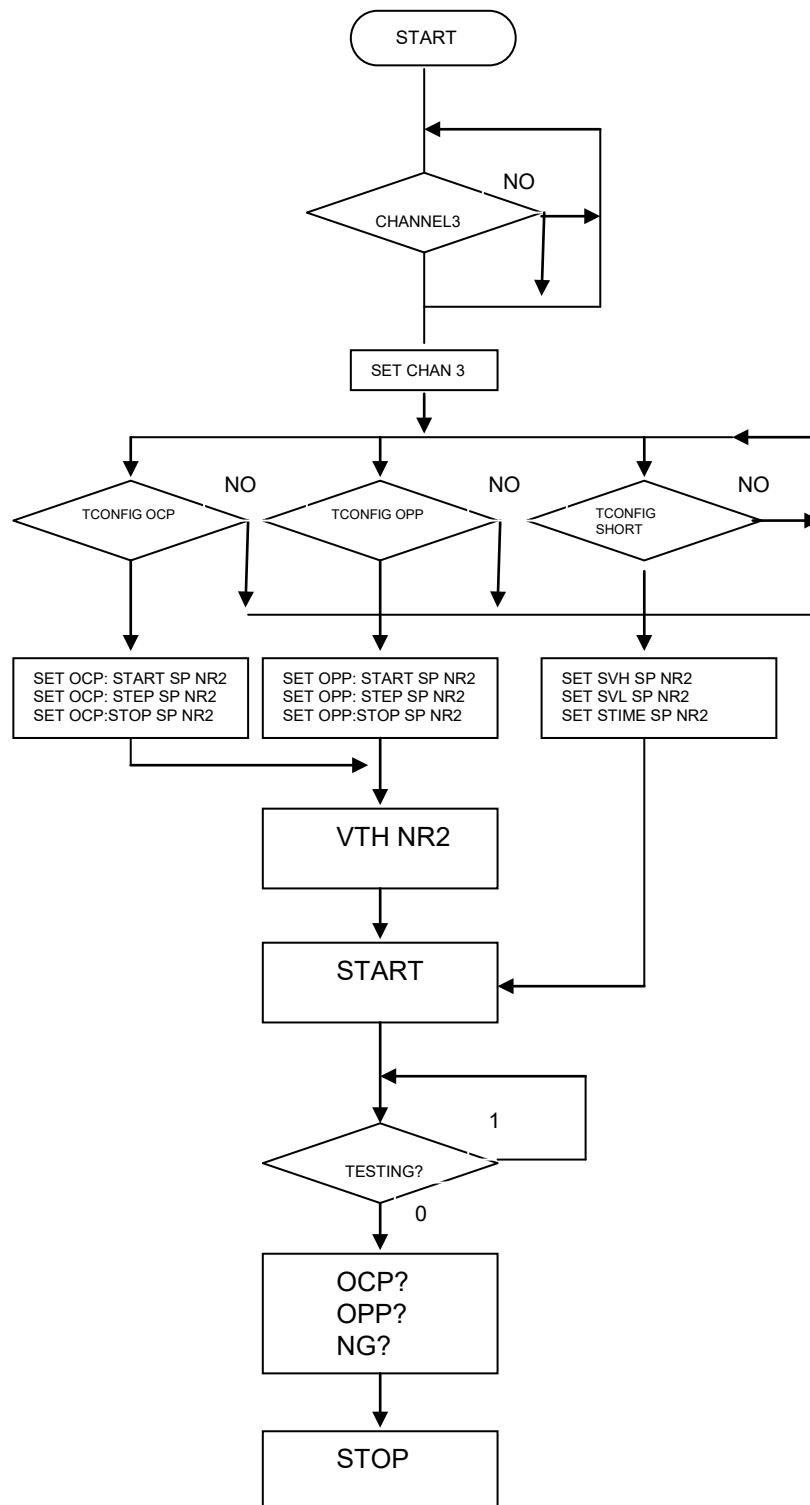 START
NO
CHANNEL3
SET CHAN 3
NO
TCONFIG OCP
NO
TCONFIG OPP
NO
TCONFIG
SHORT
SET OCP: START SP NR2
SET OCP: STEP SP NR2
SET OCP:STOP SP NR2
SET OPP: START SP NR2
SET OPP: STEP SP NR2
SET OPP:STOP SP NR2
SET SVH SP NR2
SET SVL SP NR2
SET STIME SP NR2
VTH NR2
START
1
TESTING?
0
OCP?
OPP?
NG?
STOP